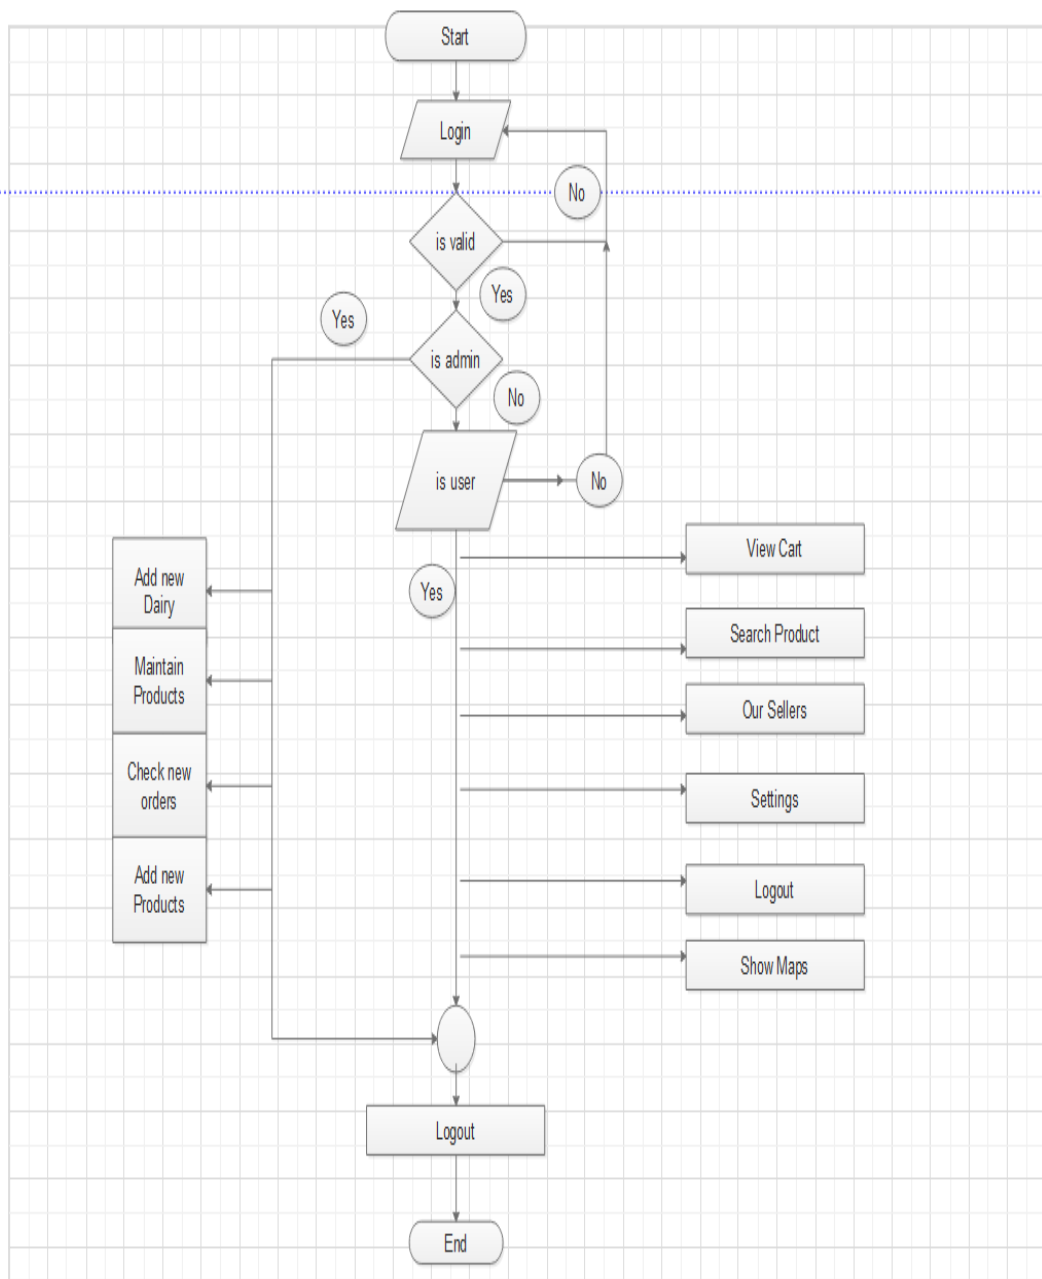 Start
Login
No
is valid
Yes
Yes
is admin
No
is user
No
View Cart
Add new
Dairy
Yes
Search Product
Maintain
Products
Our Sellers
Check new
orders
Settings
Add new
Products
Logout
Show Maps
Logout
End